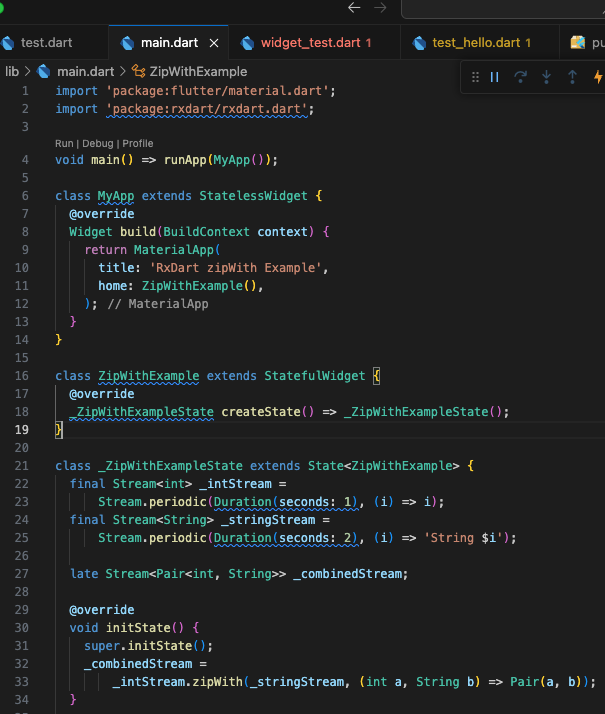 test.dart main.dart × widget_test.dart 1 test_hello.dart 1
lib > main.dart > ZipWithExample
1 import 'package:flutter/material.dart';
2 import 'package:rxdart/rxdart.dart';
3
Run | Debug | Profile
4 void main() => runApp(MyApp());
5
6 class MyApp extends StatelessWidget {
7 @override
8 Widget build(BuildContext context) {
9 return MaterialApp(
10 title: 'RxDart zipWith Example',
11 home: ZipWithExample(),
12 ); // MaterialApp
13 }
14 }
15
16 class ZipWithExample extends StatefulWidget {
17 @override
18 _ZipWithExampleState createState() => _ZipWithExampleState();
19 }
20
21 class _ZipWithExampleState extends State<ZipWithExample> {
22 final Stream<int> _intStream =
23 Stream.periodic(Duration(seconds: 1), (i) => i);
24 final Stream<String> _stringStream =
25 Stream.periodic(Duration(seconds: 2), (i) => 'String $i');
26
27 late Stream<Pair<int, String>> _combinedStream;
28
29 @override
30 void initState() {
31 super.initState();
32 _combinedStream =
33 _intStream.zipWith(_stringStream, (int a, String b) => Pair(a, b));
34 }